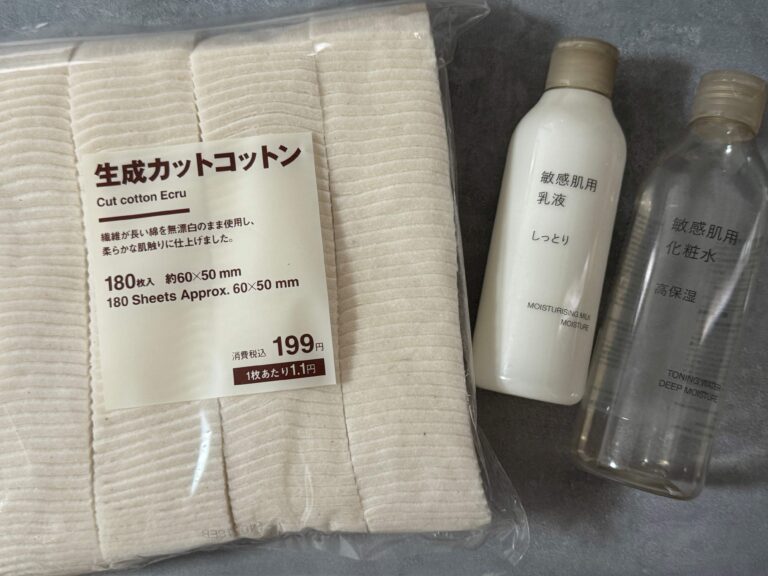 生成カットコットン
Cut cotton Ecru
繊維が長い綿を無漂白のまま使用し、
柔らかな肌触りに仕上げました。
180枚入 約60×50 mm
180 Sheets Approx. 60×50 mm
消費税込 199円
1枚あたり1.1円
敏感肌用
乳液
しっとり
MOISTURISING MILK
MOISTURE
敏感肌用
化粧水
高保湿
TONING WATER
DEEP MOISTURE